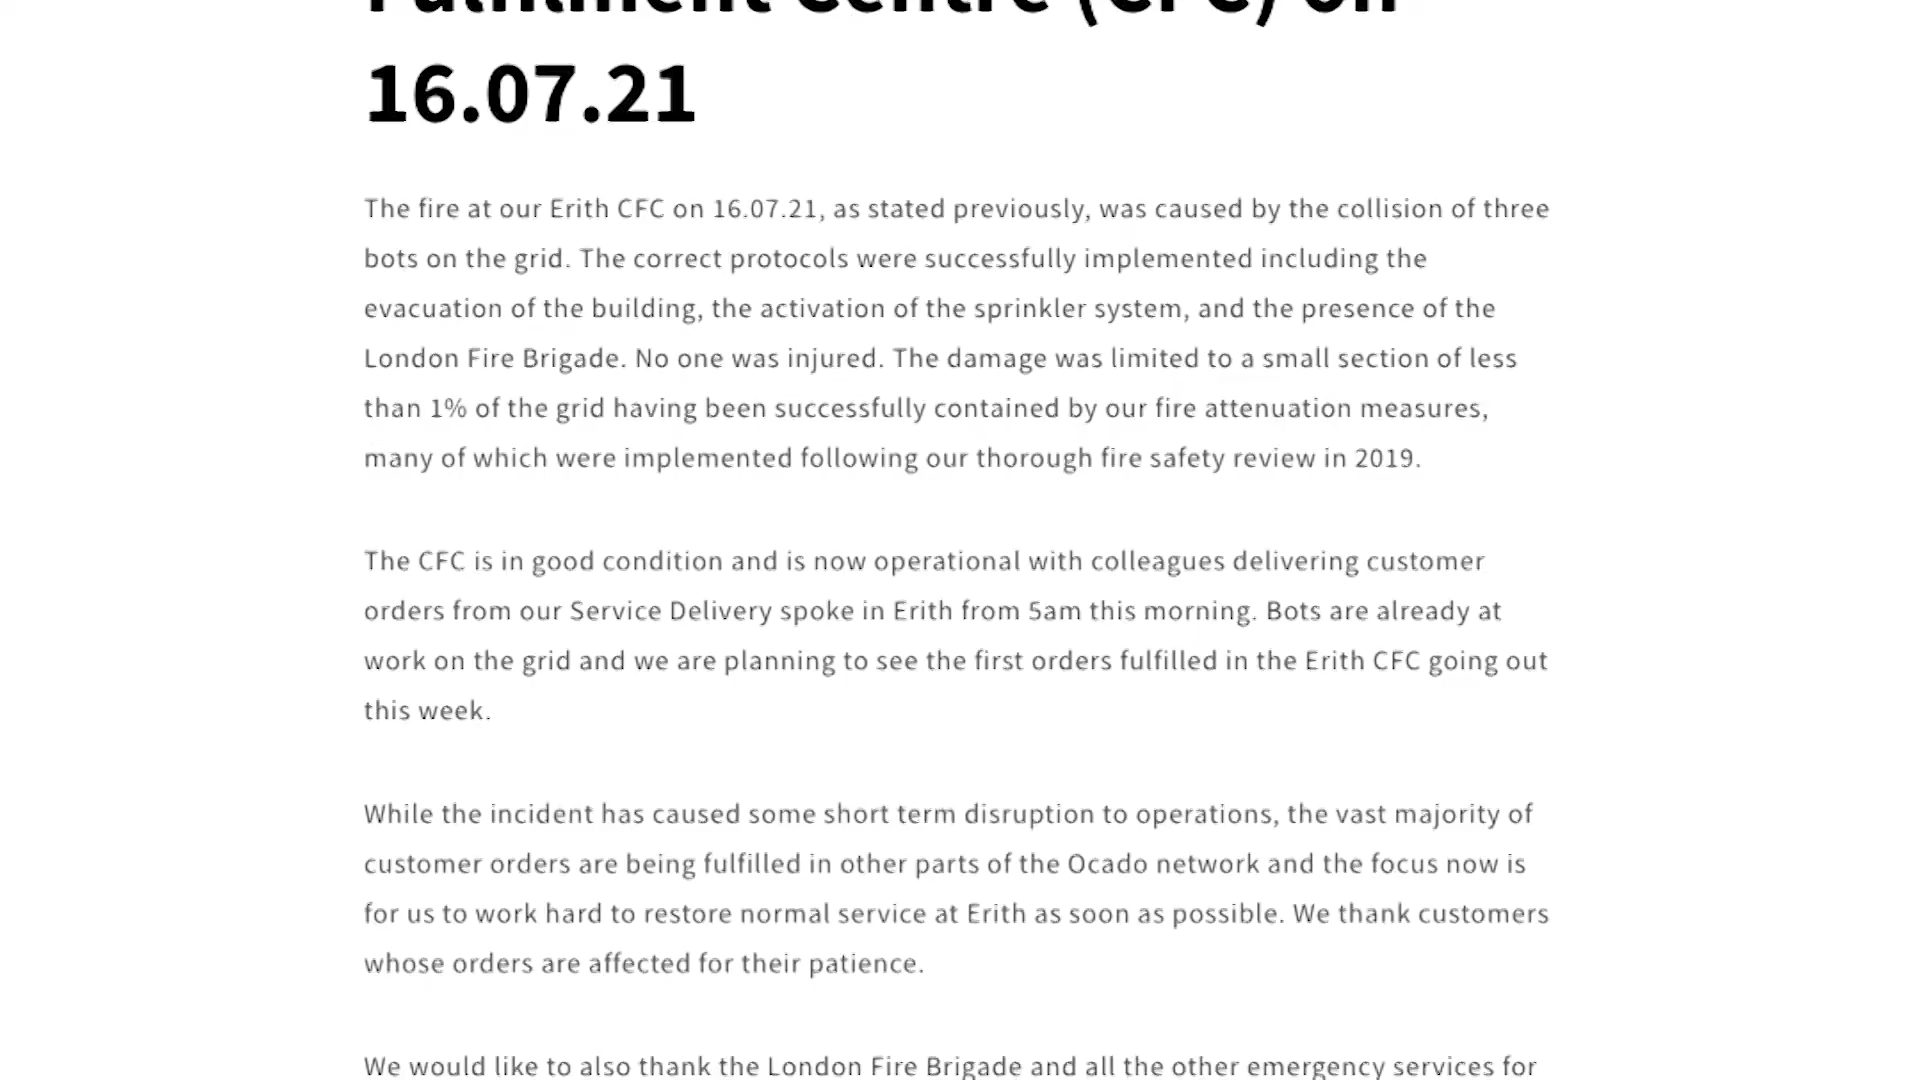 Fulfilment Centre (CFC) on
16.07.21
The fire at our Erith CFC on 16.07.21, as stated previously, was caused by the collision of three
bots on the grid. The correct protocols were successfully implemented including the
evacuation of the building, the activation of the sprinkler system, and the presence of the
London Fire Brigade. No one was injured. The damage was limited to a small section of less
than 1% of the grid having been successfully contained by our fire attenuation measures,
many of which were implemented following our thorough fire safety review in 2019.
The CFC is in good condition and is now operational with colleagues delivering customer
orders from our Service Delivery spoke in Erith from 5am this morning. Bots are already at
work on the grid and we are planning to see the first orders fulfilled in the Erith CFC going out
this week.
While the incident has caused some short term disruption to operations, the vast majority of
customer orders are being fulfilled in other parts of the Ocado network and the focus now is
for us to work hard to restore normal service at Erith as soon as possible. We thank customers
whose orders are affected for their patience.
We would like to also thank the London Fire Brigade and all the other emergency services for